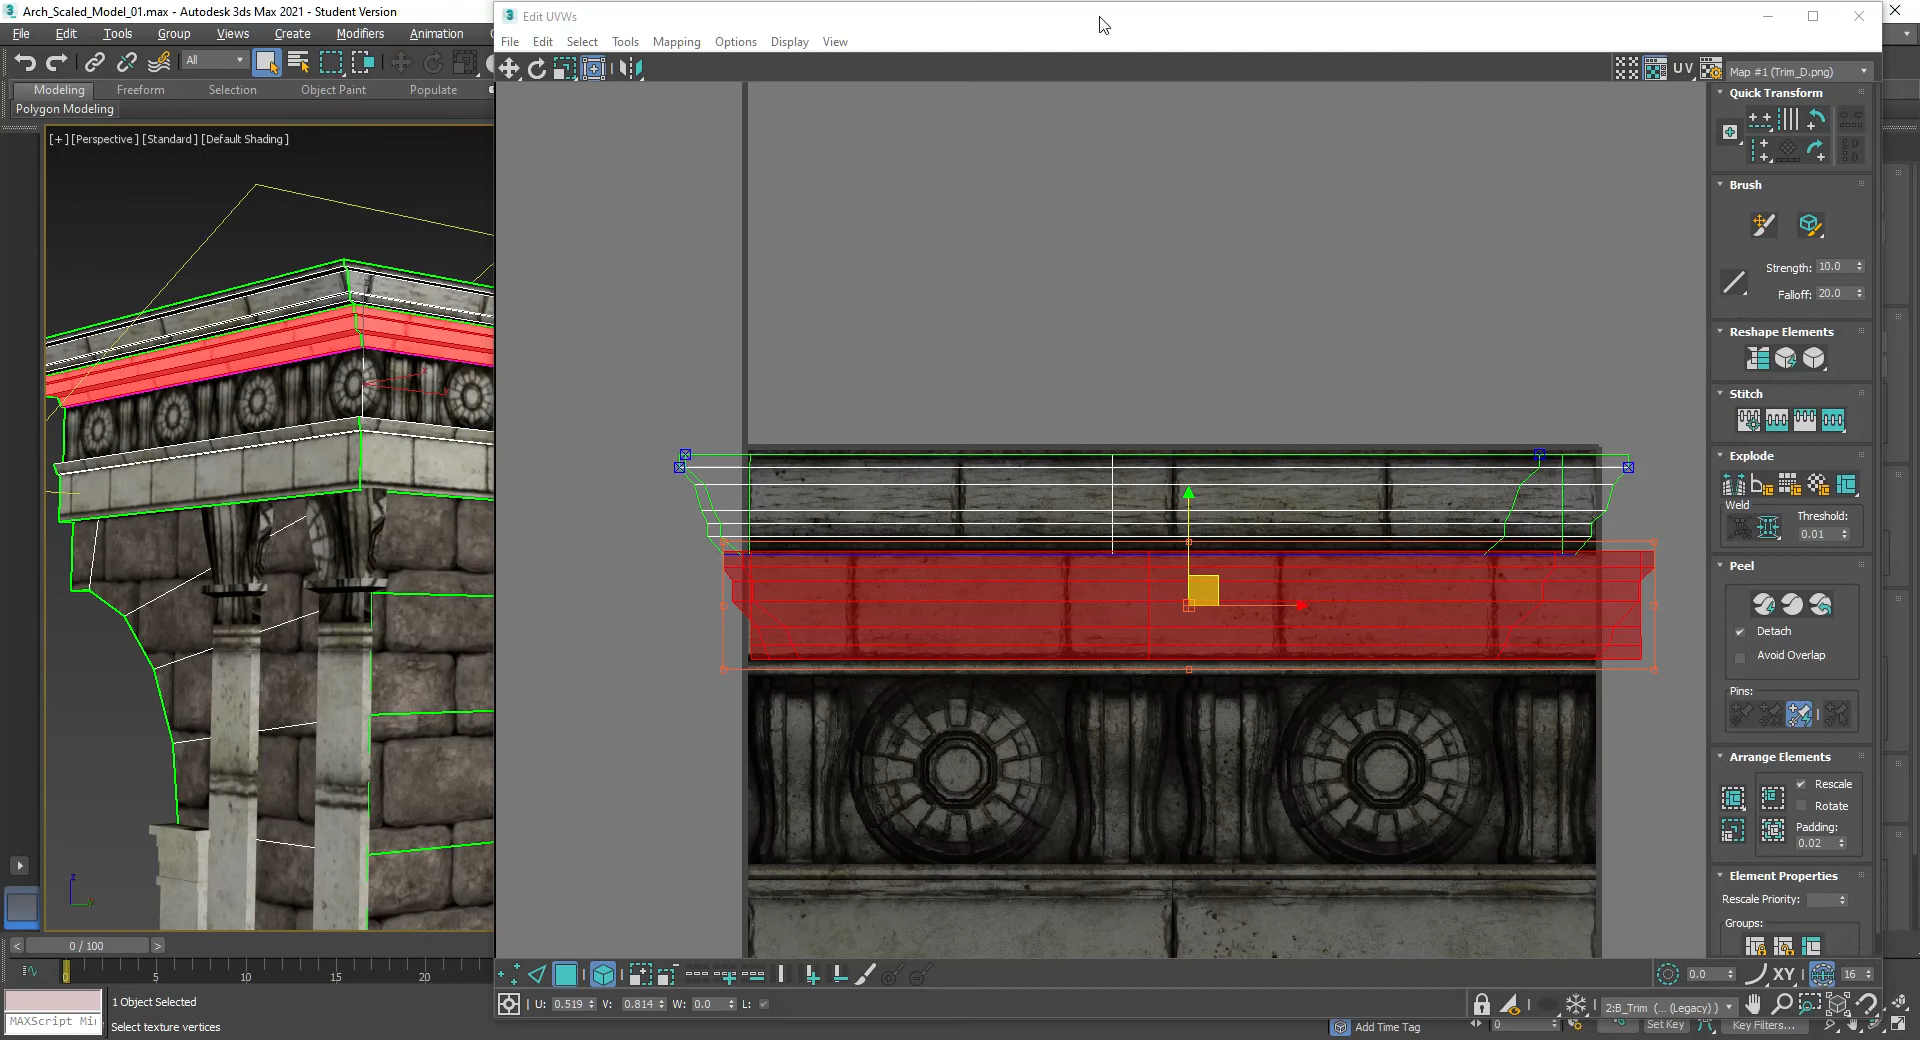 Arch_Scaled_Model_01.max - Autodesk 3ds Max 2021 - Student Version
File Edit Tools Group Views Create Modifiers Animation
All
Modeling Freeform Selection Object Paint Populate
Polygon Modeling
[+] [Perspective] [Standard] [Default Shading]
z
0 / 100
0 5 10 15 20
1 Object Selected
MAXScript Mi
Select texture vertices
3 Edit UVWs
File Edit Select Tools Mapping Options Display View
UV Map #1 (Trim_D.png)
Quick Transform
Brush
Strength: 10.0
Falloff: 20.0
Reshape Elements
Stitch
Explode
Weld
Threshold:
0.01
Peel
Detach
Avoid Overlap
Pins:
Arrange Elements
Rescale
Rotate
Padding:
0.02
Element Properties
Rescale Priority:
Groups:
0.0 XY 16
U: 0.519 V: 0.814 W: 0.0 L:
2:B_Trim (... (Legacy) )
Add Time Tag
0
Set Key
Key Filters...